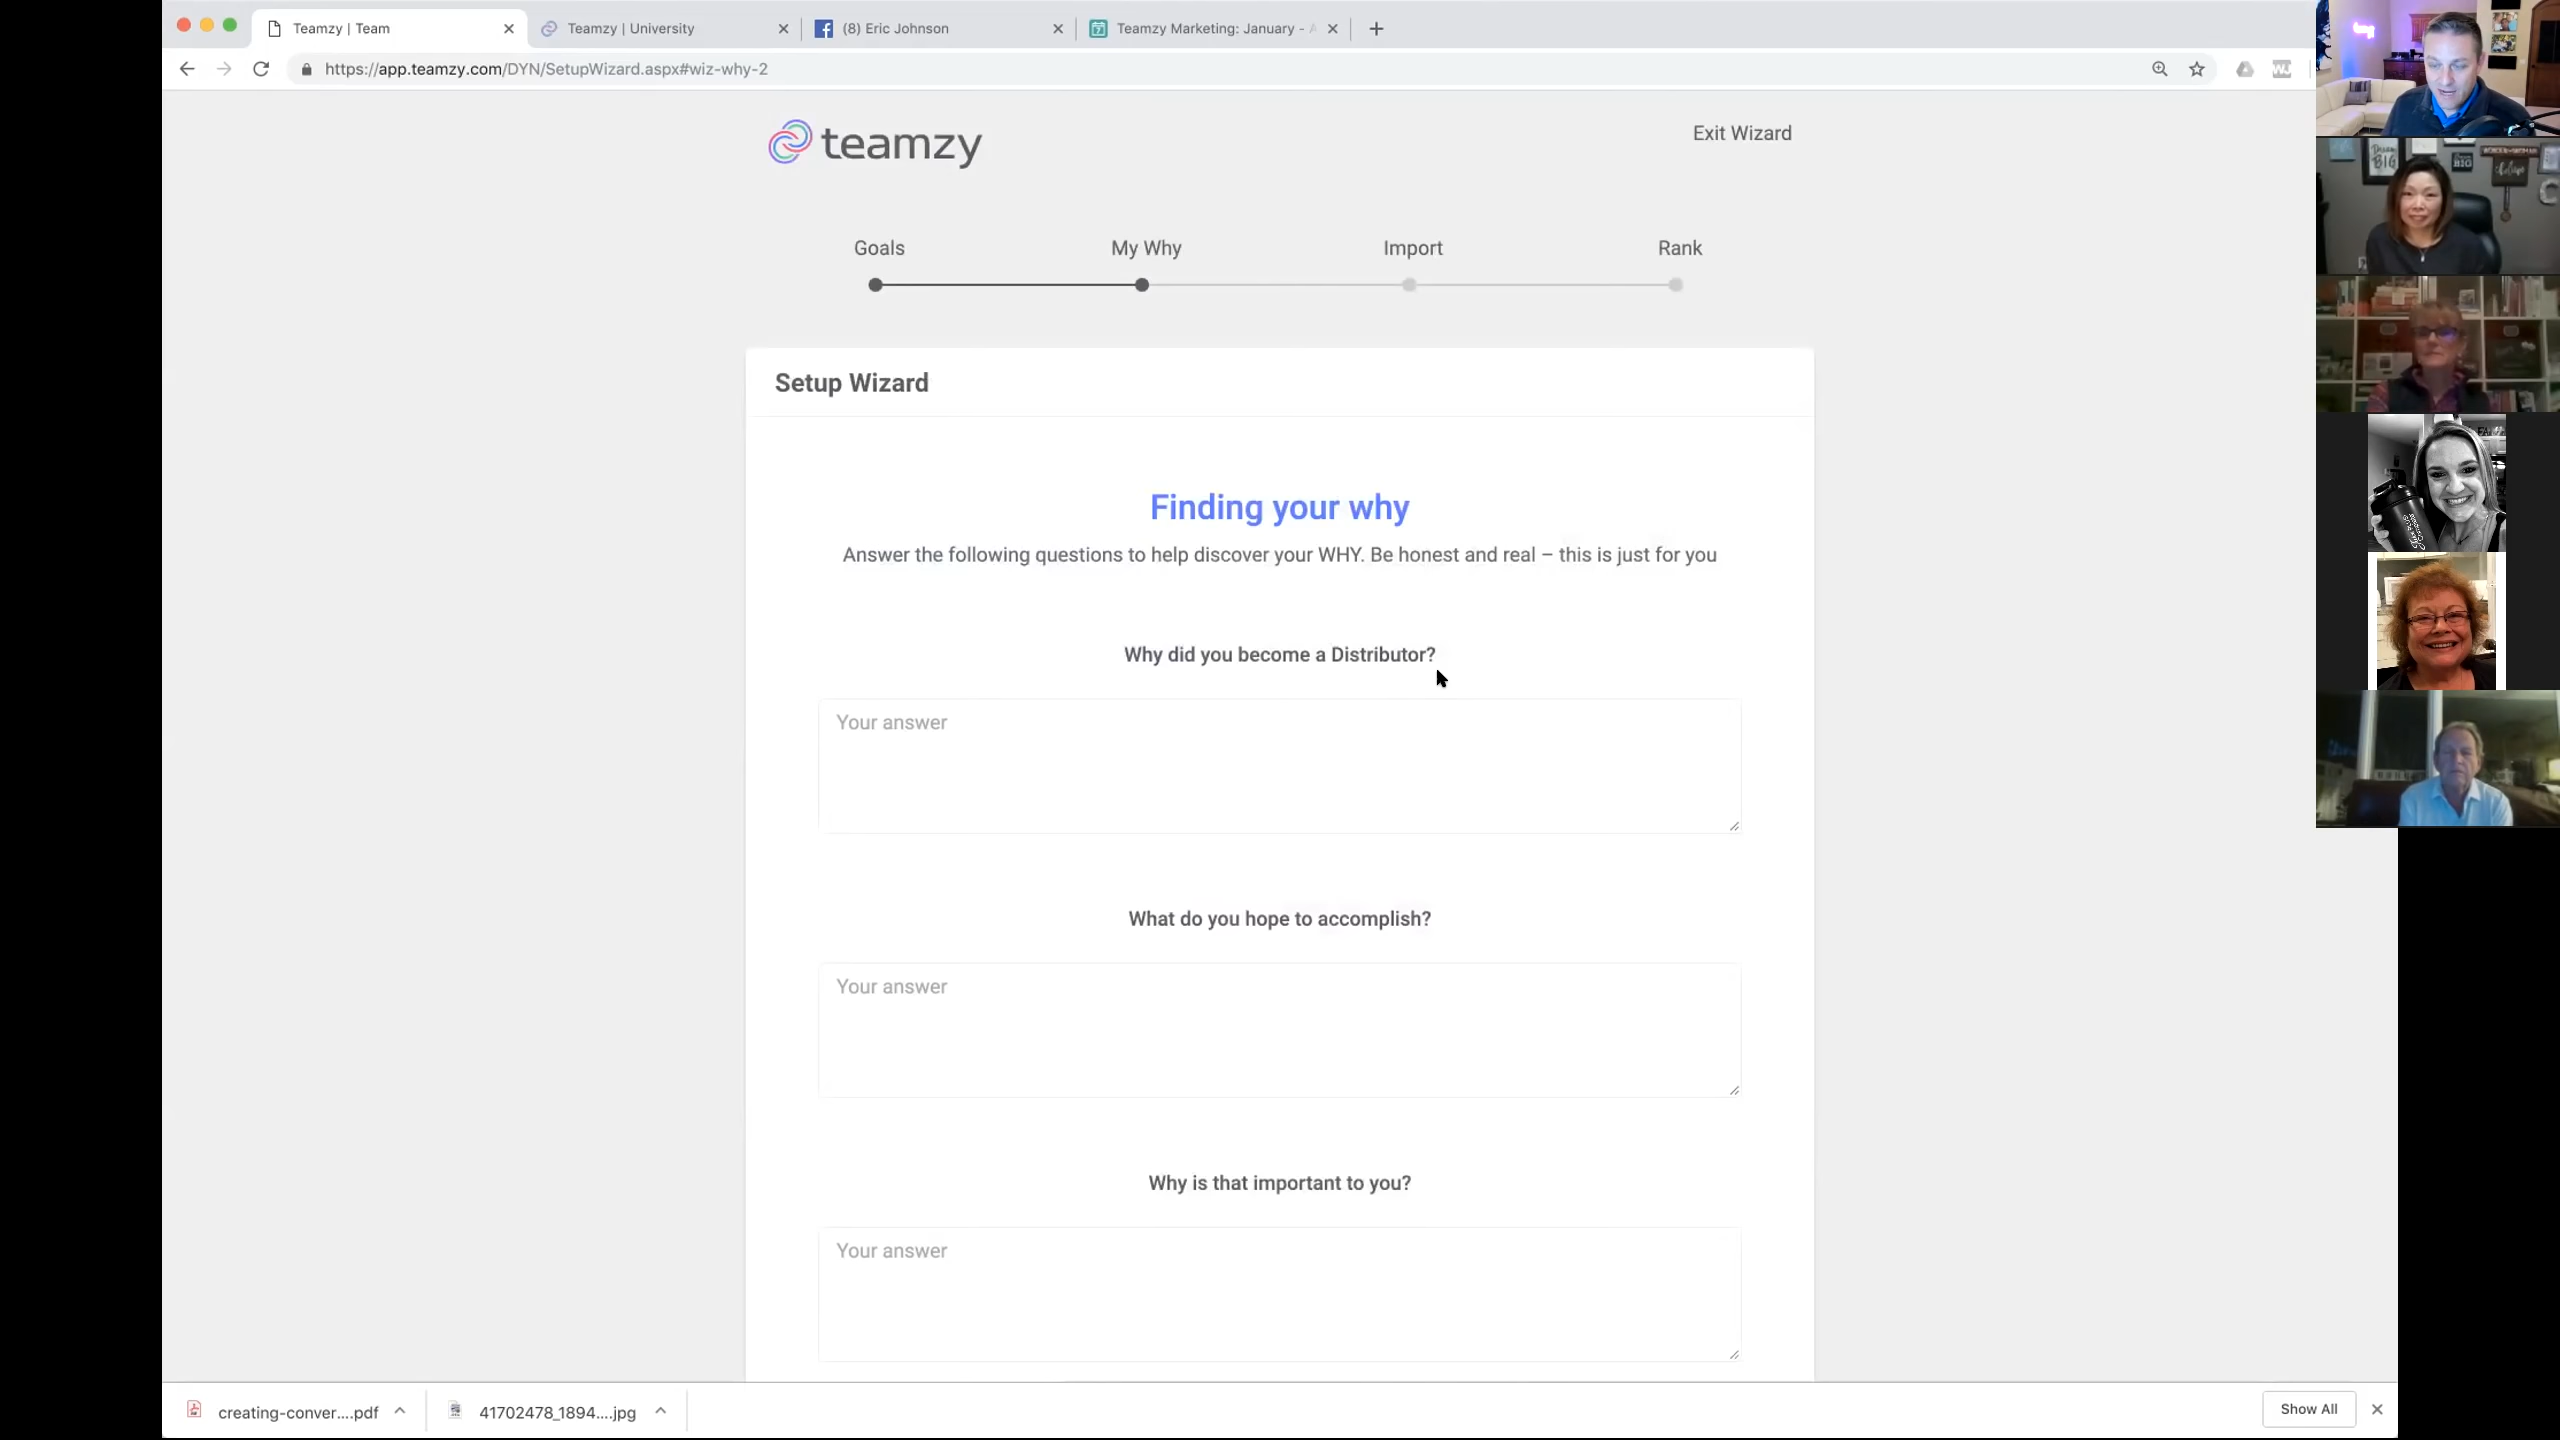 Teamzy | Team
Teamzy | University
(8) Eric Johnson
Teamzy Marketing: January - A
https://app.teamzy.com/DYN/SetupWizard.aspx#wiz-why-2
teamzy
Exit Wizard
Goals
My Why
Import
Rank
Setup Wizard
Finding your why
Answer the following questions to help discover your WHY. Be honest and real – this is just for you
Why did you become a Distributor?
Your answer
What do you hope to accomplish?
Your answer
Why is that important to you?
Your answer
creating-conver....pdf
41702478_1894....jpg
Show All
Dream
BIG
BIG